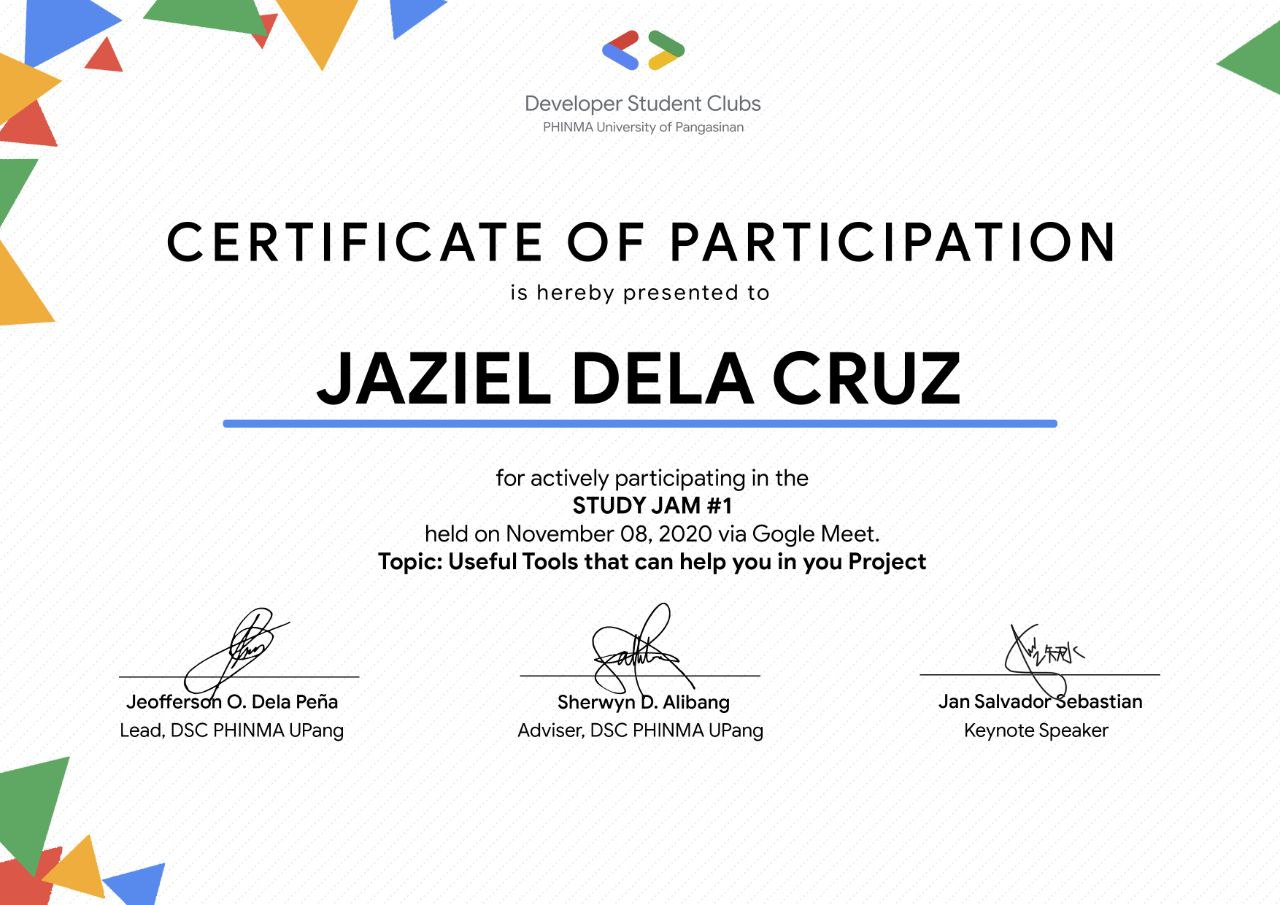 Developer Student Clubs
PHINMA University of Pangasinan
CERTIFICATE OF PARTICIPATION
is hereby presented to
JAZIEL DELA CRUZ
for actively participating in the
STUDY JAM #1
held on November 08, 2020 via Gogle Meet.
Topic: Useful Tools that can help you in you Project
Jeofferson O. Dela Peña
Lead, DSC PHINMA UPang
Sherwyn D. Alibang
Adviser, DSC PHINMA UPang
Jan Salvador Sebastian
Keynote Speaker